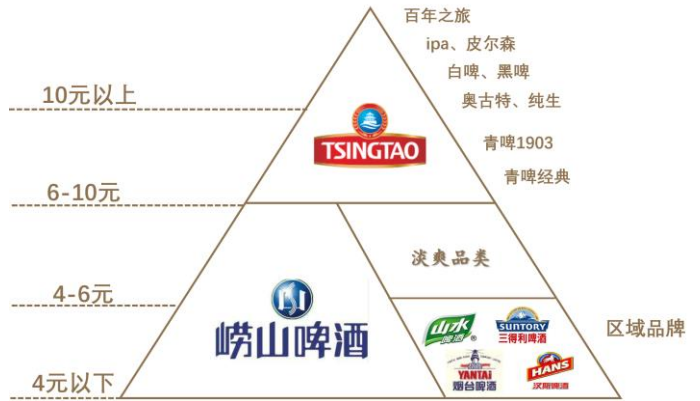 百年之旅
ipa、皮尔森
白啤、黑啤
10元以上
奥古特、纯生
TSINGTAO
青啤1903
青啤经典
6-10元
淡爽品类
4-6元
崂山啤酒
山水
啤酒
®
SUNTORY
三得利啤酒
区域品牌
YANTAI
烟台啤酒
HANS
汉斯啤酒
4元以下